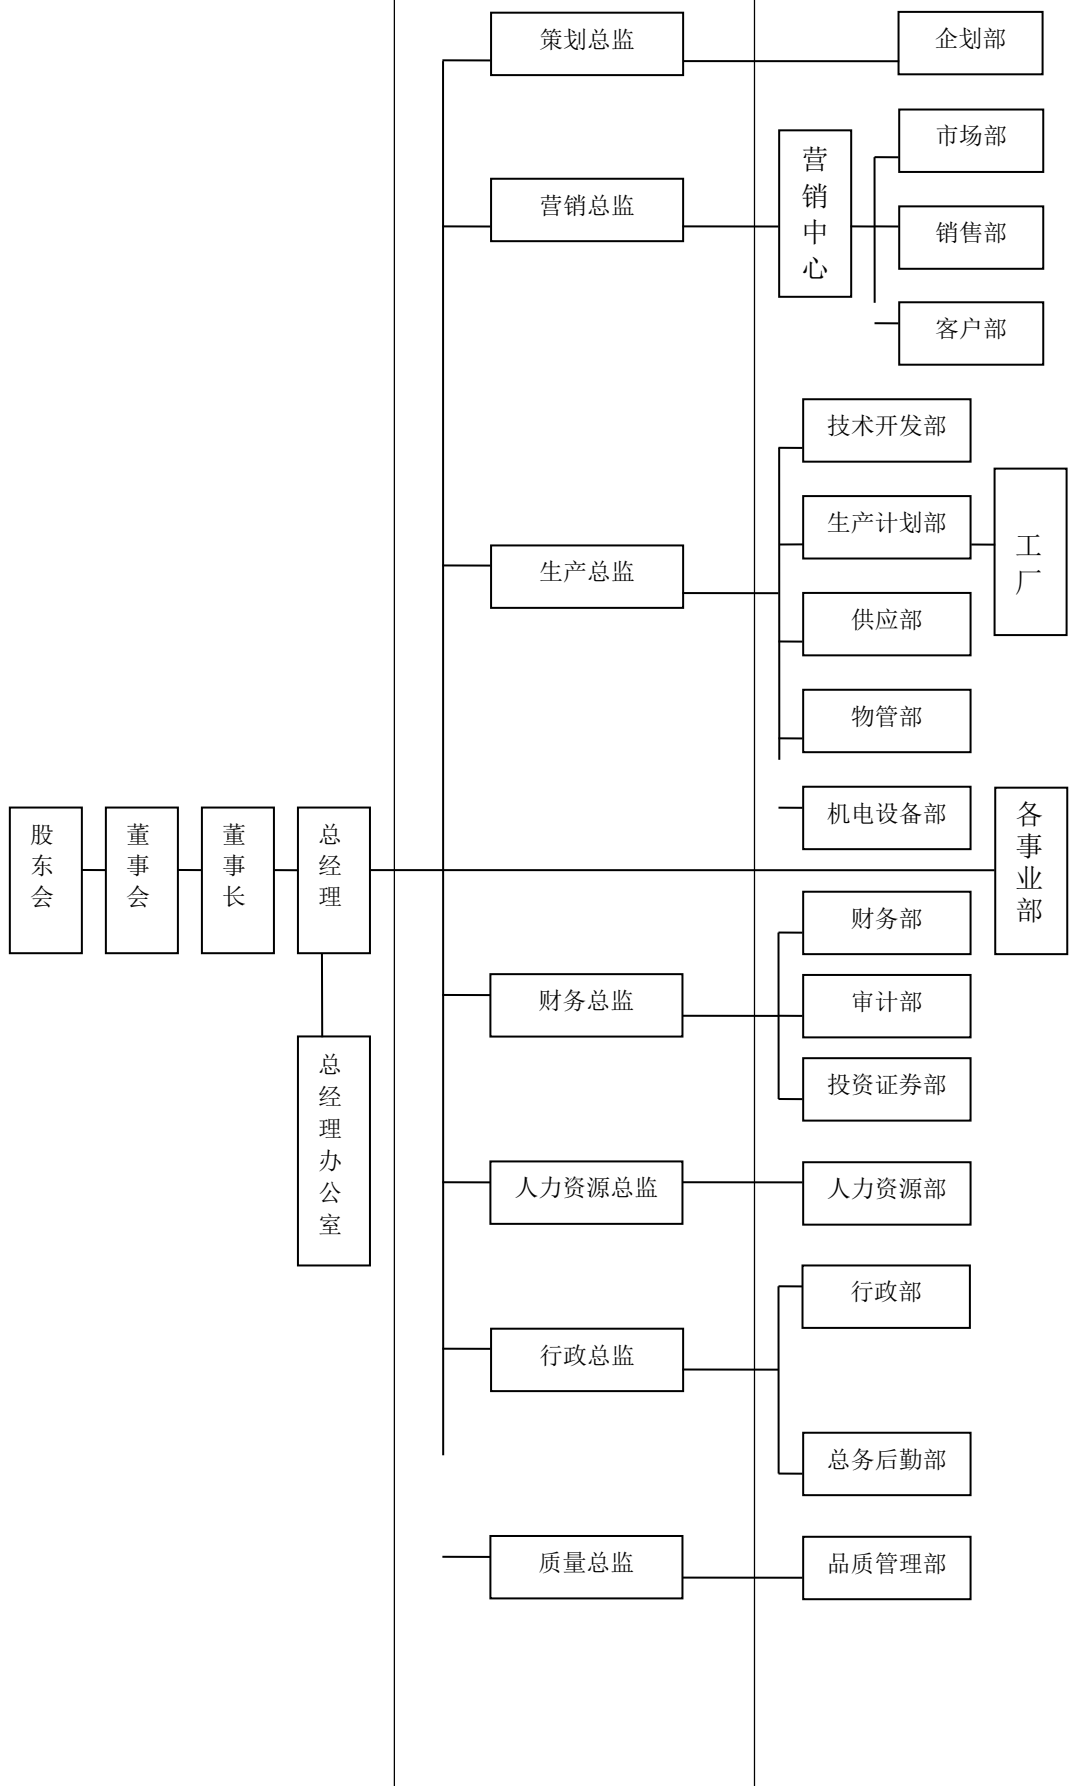 策划总监
企划部
市场部
营销中心
营销总监
销售部
客户部
技术开发部
生产计划部
工厂
生产总监
供应部
物管部
机电设备部
各事业部
股东会
董事会
董事长
总经理
财务部
财务总监
审计部
总经理办公室
投资证券部
人力资源总监
人力资源部
行政部
行政总监
总务后勤部
质量总监
品质管理部